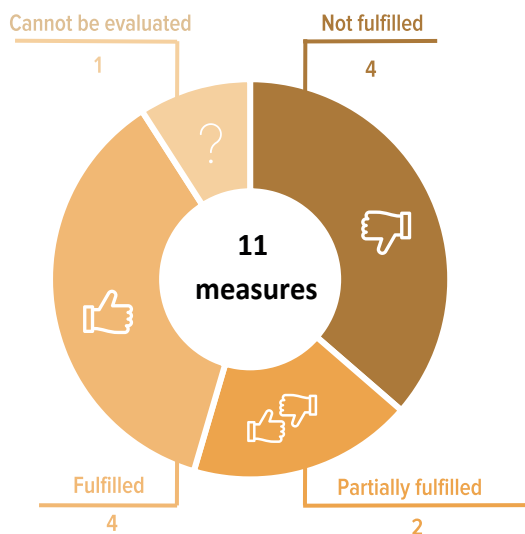 Cannot be evaluated
1
Not fulfilled
4
?
11
measures
Fulfilled
4
Partially fulfilled
2